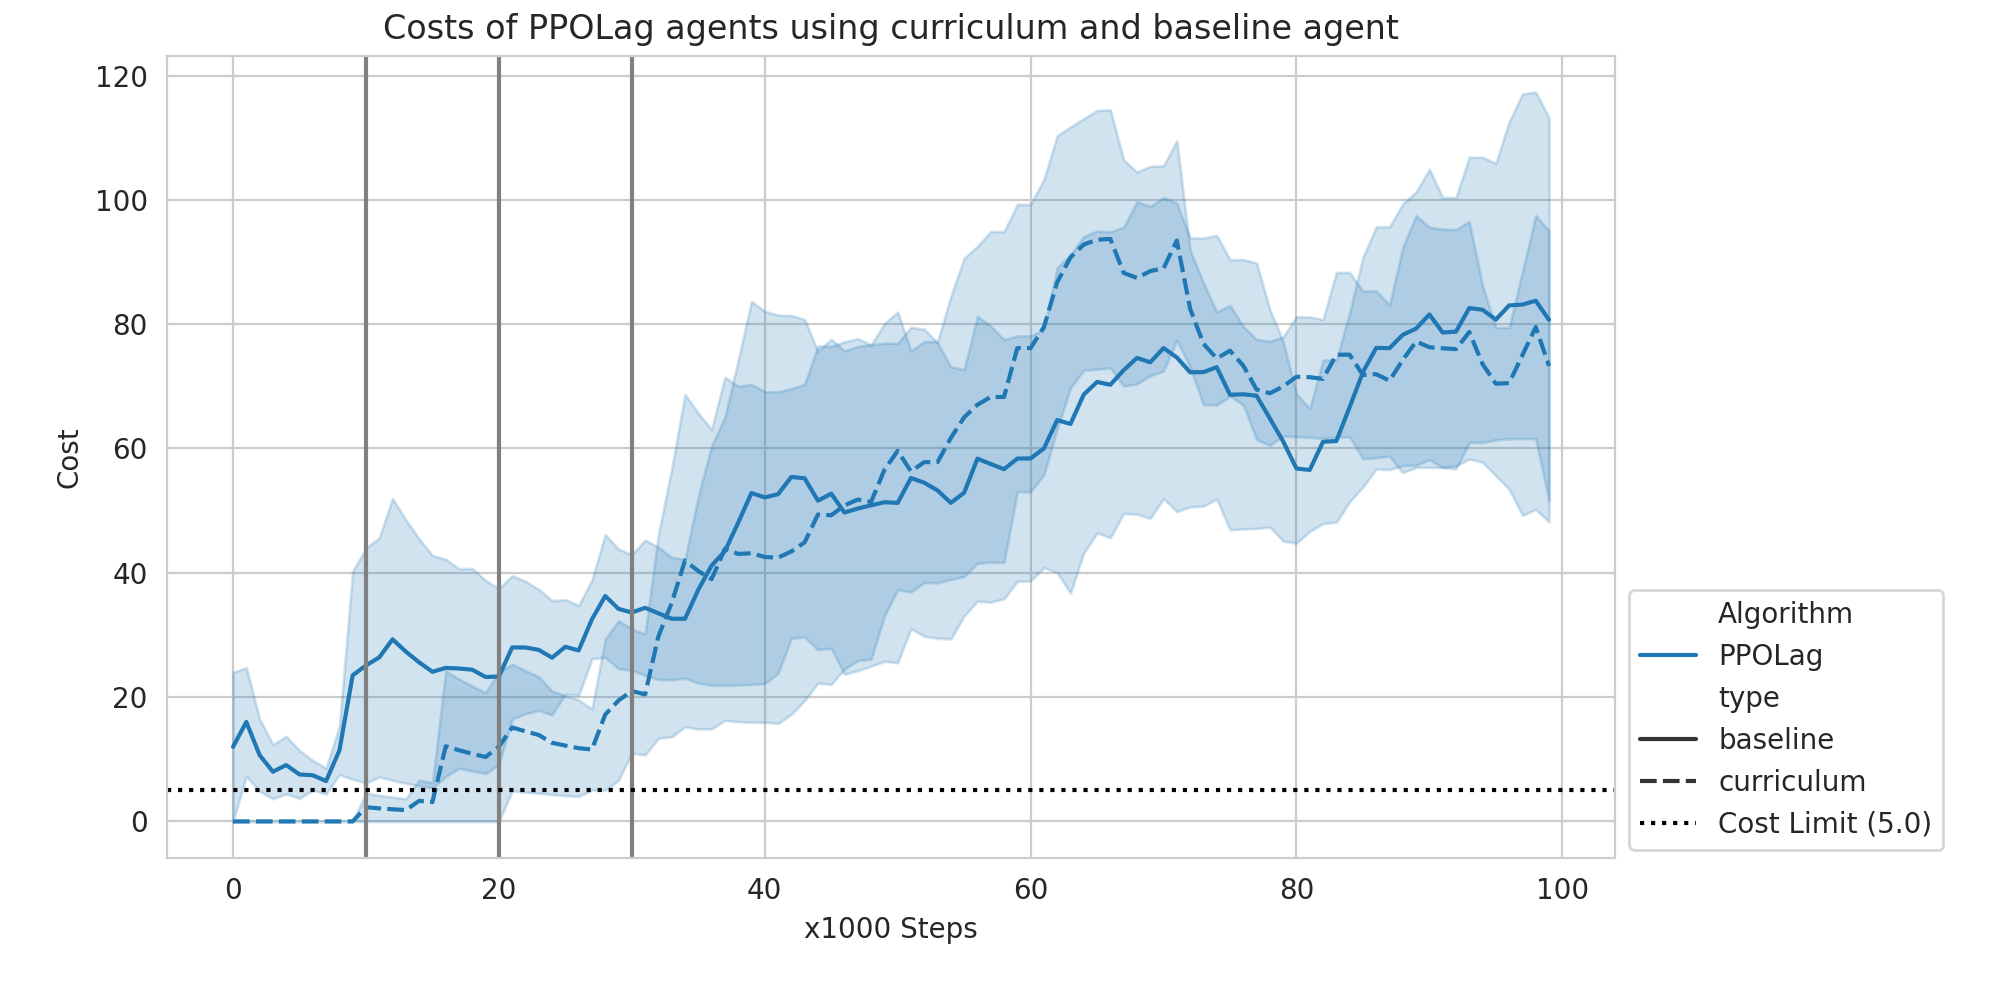 Costs of PPOLag agents using curriculum and baseline agent
120
100
80
60
40
20
0
Cost
0 20 40 60 80 100
x1000 Steps
Algorithm
PPOLag
type
baseline
curriculum
Cost Limit (5.0)